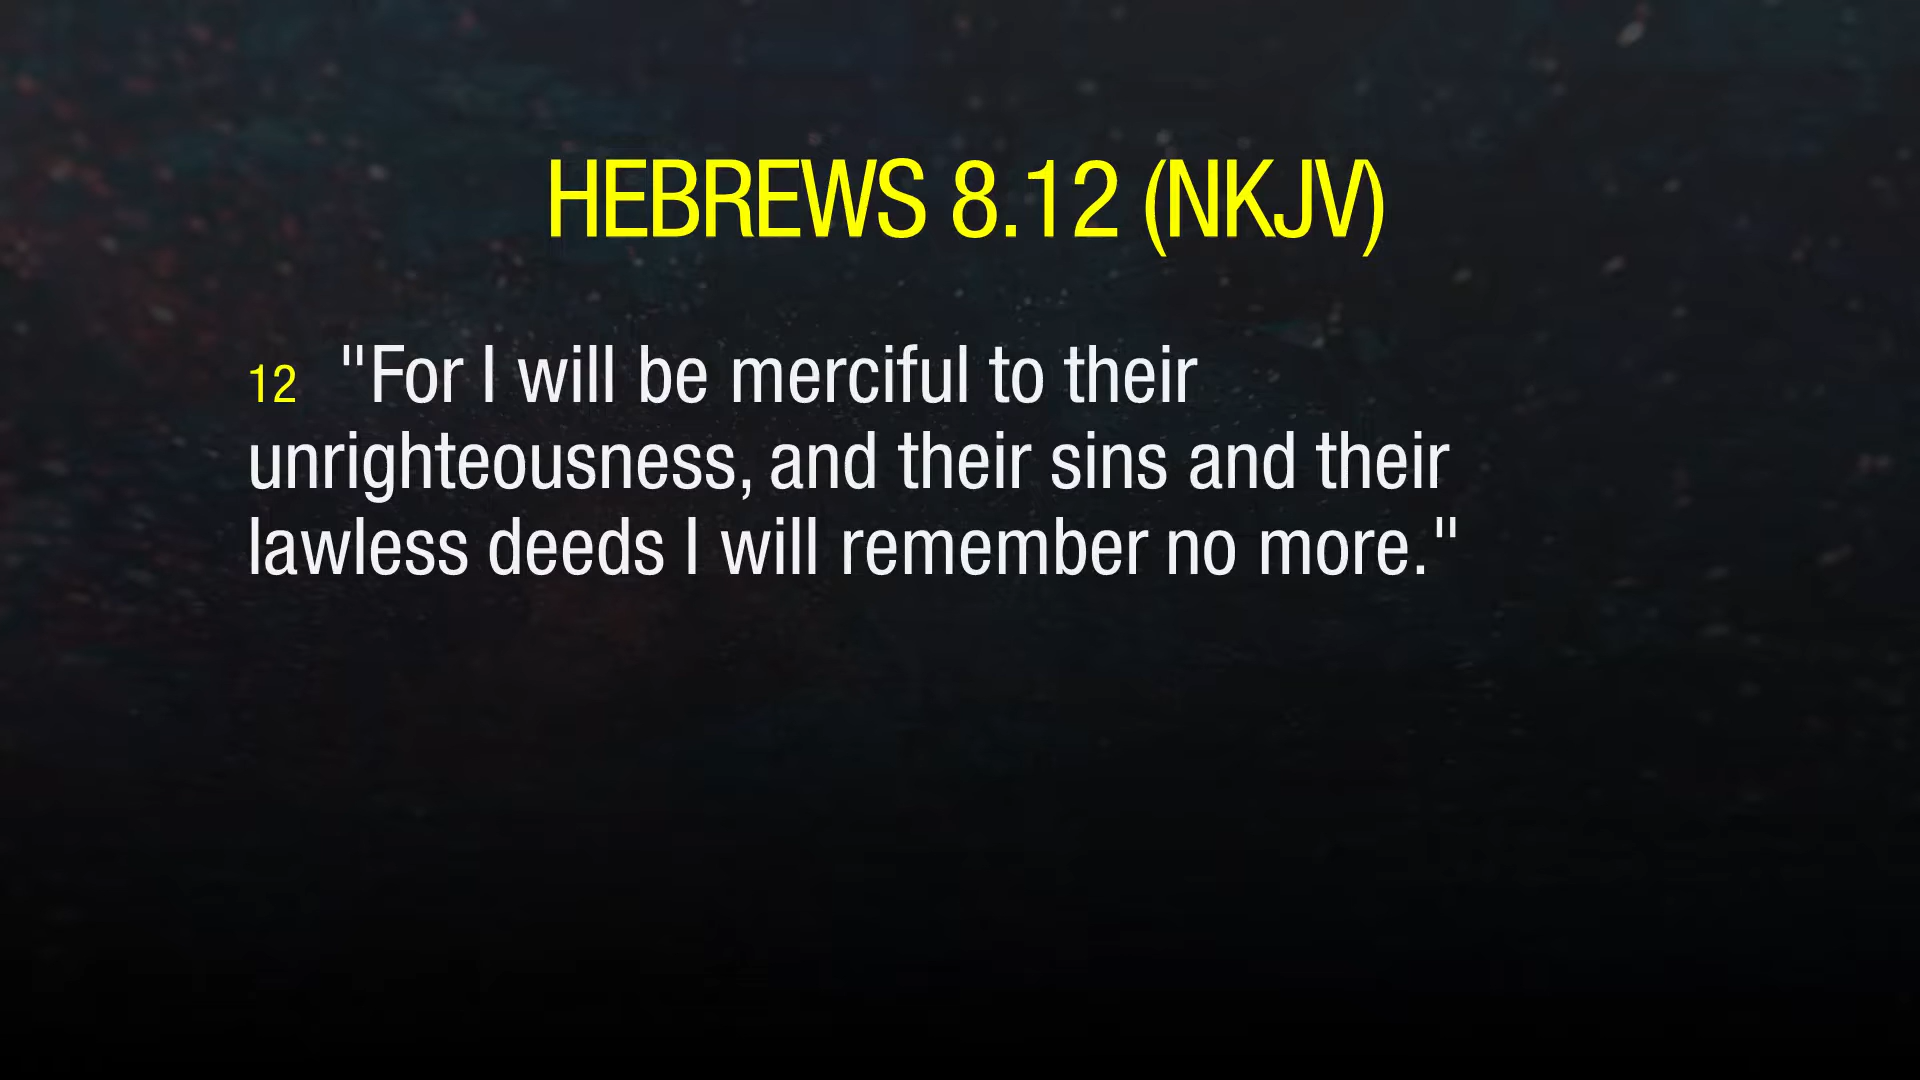 HEBREWS 8.12 (NKJV)
12 "For I will be merciful to their
unrighteousness, and their sins and their
lawless deeds I will remember no more."